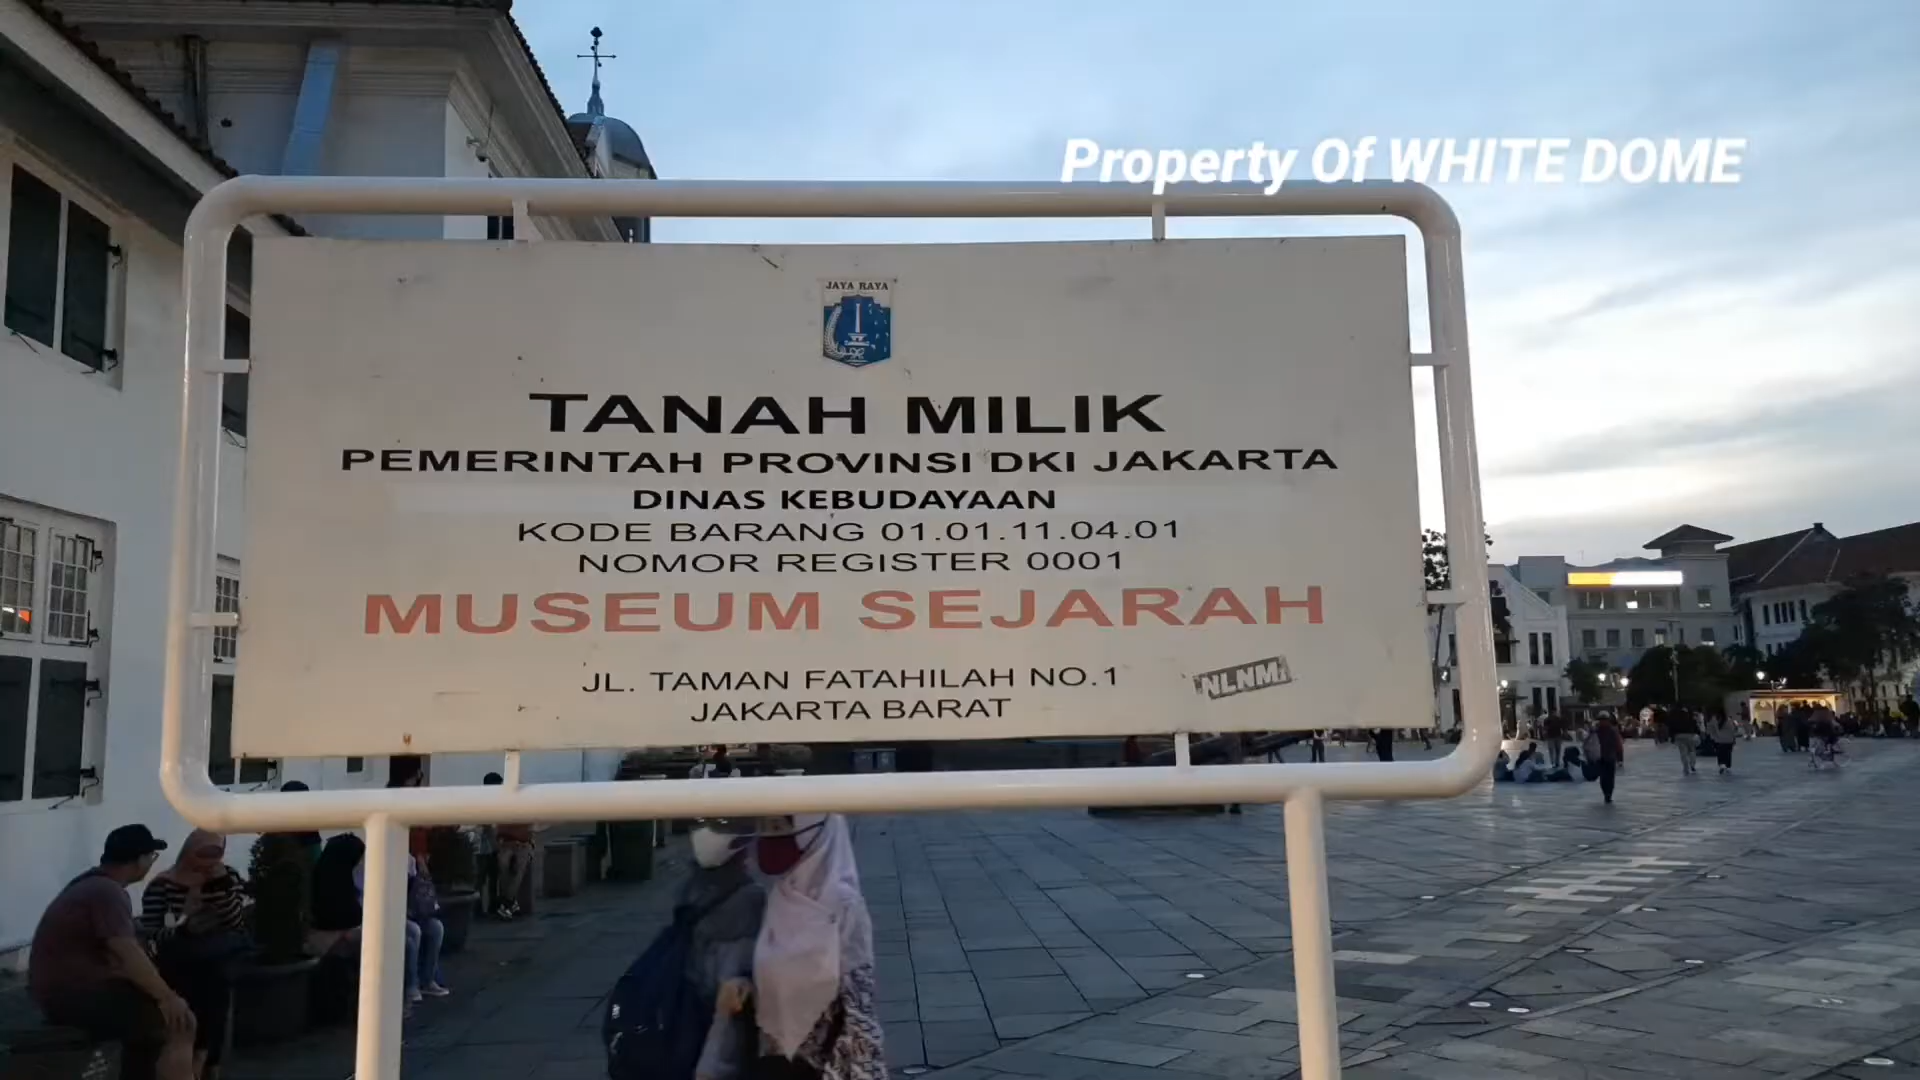 Property Of WHITE DOME
JAYA RAYA
TANAH MILIK
PEMERINTAH PROVINSI DKI JAKARTA
DINAS KEBUDAYAAN
KODE BARANG 01.01.11.04.01
NOMOR REGISTER 0001
MUSEUM SEJARAH
JL. TAMAN FATAHILAH NO.1
JAKARTA BARAT
NLNM